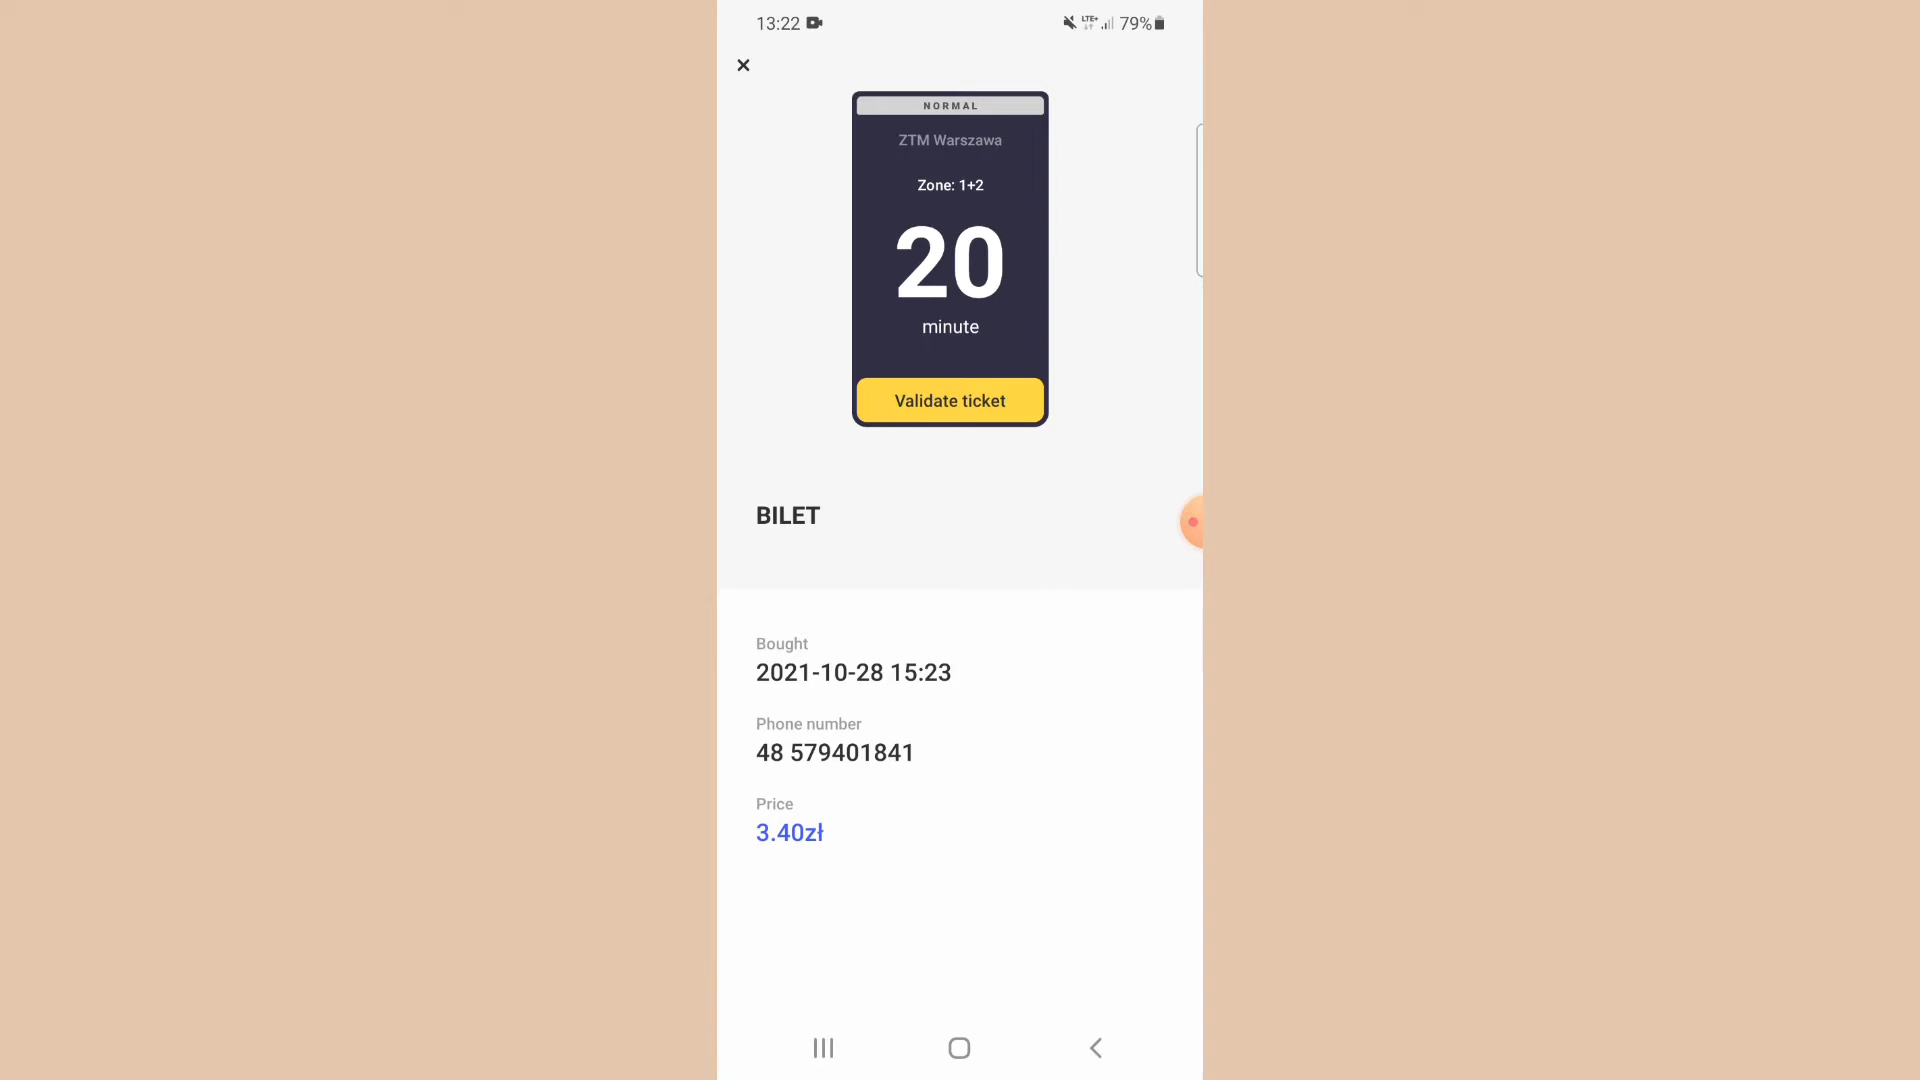 13:22
LTE+ 79%
NORMAL
ZTM Warszawa
Zone: 1+2
20
minute
Validate ticket
BILET
Bought
2021-10-28 15:23
Phone number
48 579401841
Price
3.40zł